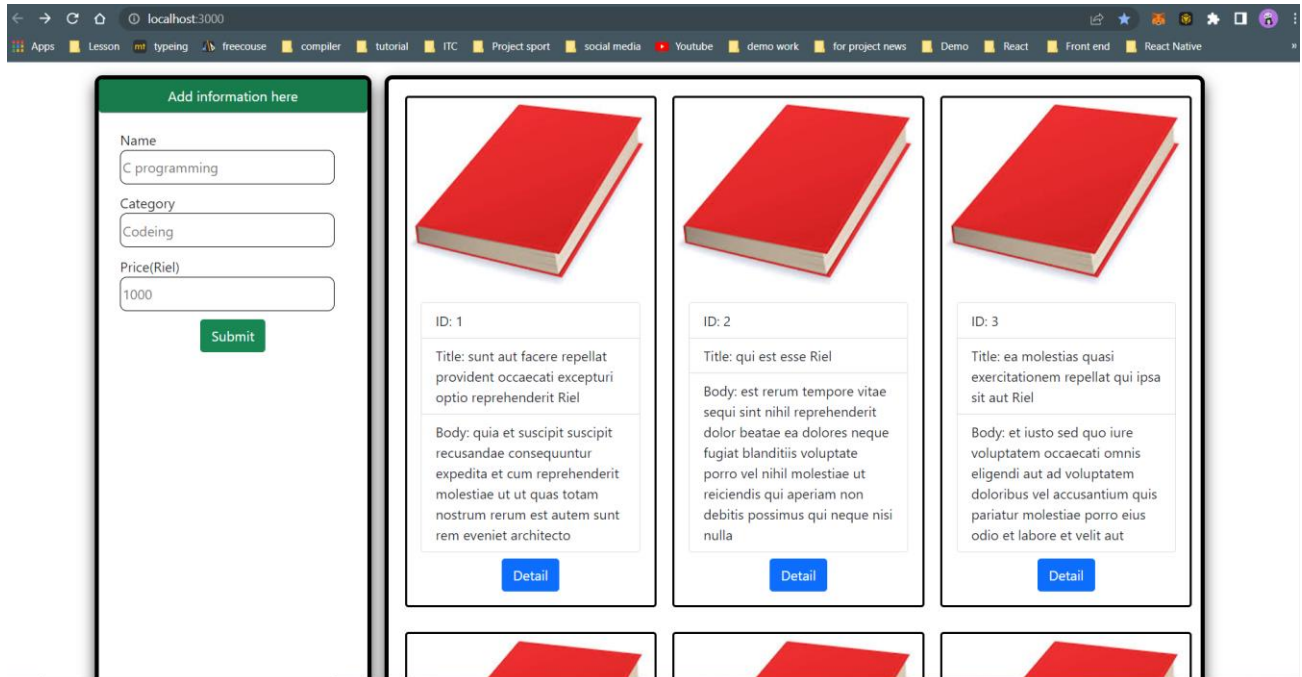 localhost:3000
Apps Lesson mt typeing freecouse compiler tutorial ITC Project sport social media Youtube demo work for project news Demo React Front end React Native »
Add information here
Name
C programming
Category
Codeing
Price(Riel)
1000
Submit
ID: 1
Title: sunt aut facere repellat
provident occaecati excepturi
optio reprehenderit Riel
Body: quia et suscipit suscipit
recusandae consequuntur
expedita et cum reprehenderit
molestiae ut ut quas totam
nostrum rerum est autem sunt
rem eveniet architecto
Detail
ID: 2
Title: qui est esse Riel
Body: est rerum tempore vitae
sequi sint nihil reprehenderit
dolor beatae ea dolores neque
fugiat blanditiis voluptate
porro vel nihil molestiae ut
reiciendis qui aperiam non
debitis possimus qui neque nisi
nulla
Detail
ID: 3
Title: ea molestias quasi
exercitationem repellat qui ipsa
sit aut Riel
Body: et iusto sed quo iure
voluptatem occaecati omnis
eligendi aut ad voluptatem
doloribus vel accusantium quis
pariatur molestiae porro eius
odio et labore et velit aut
Detail